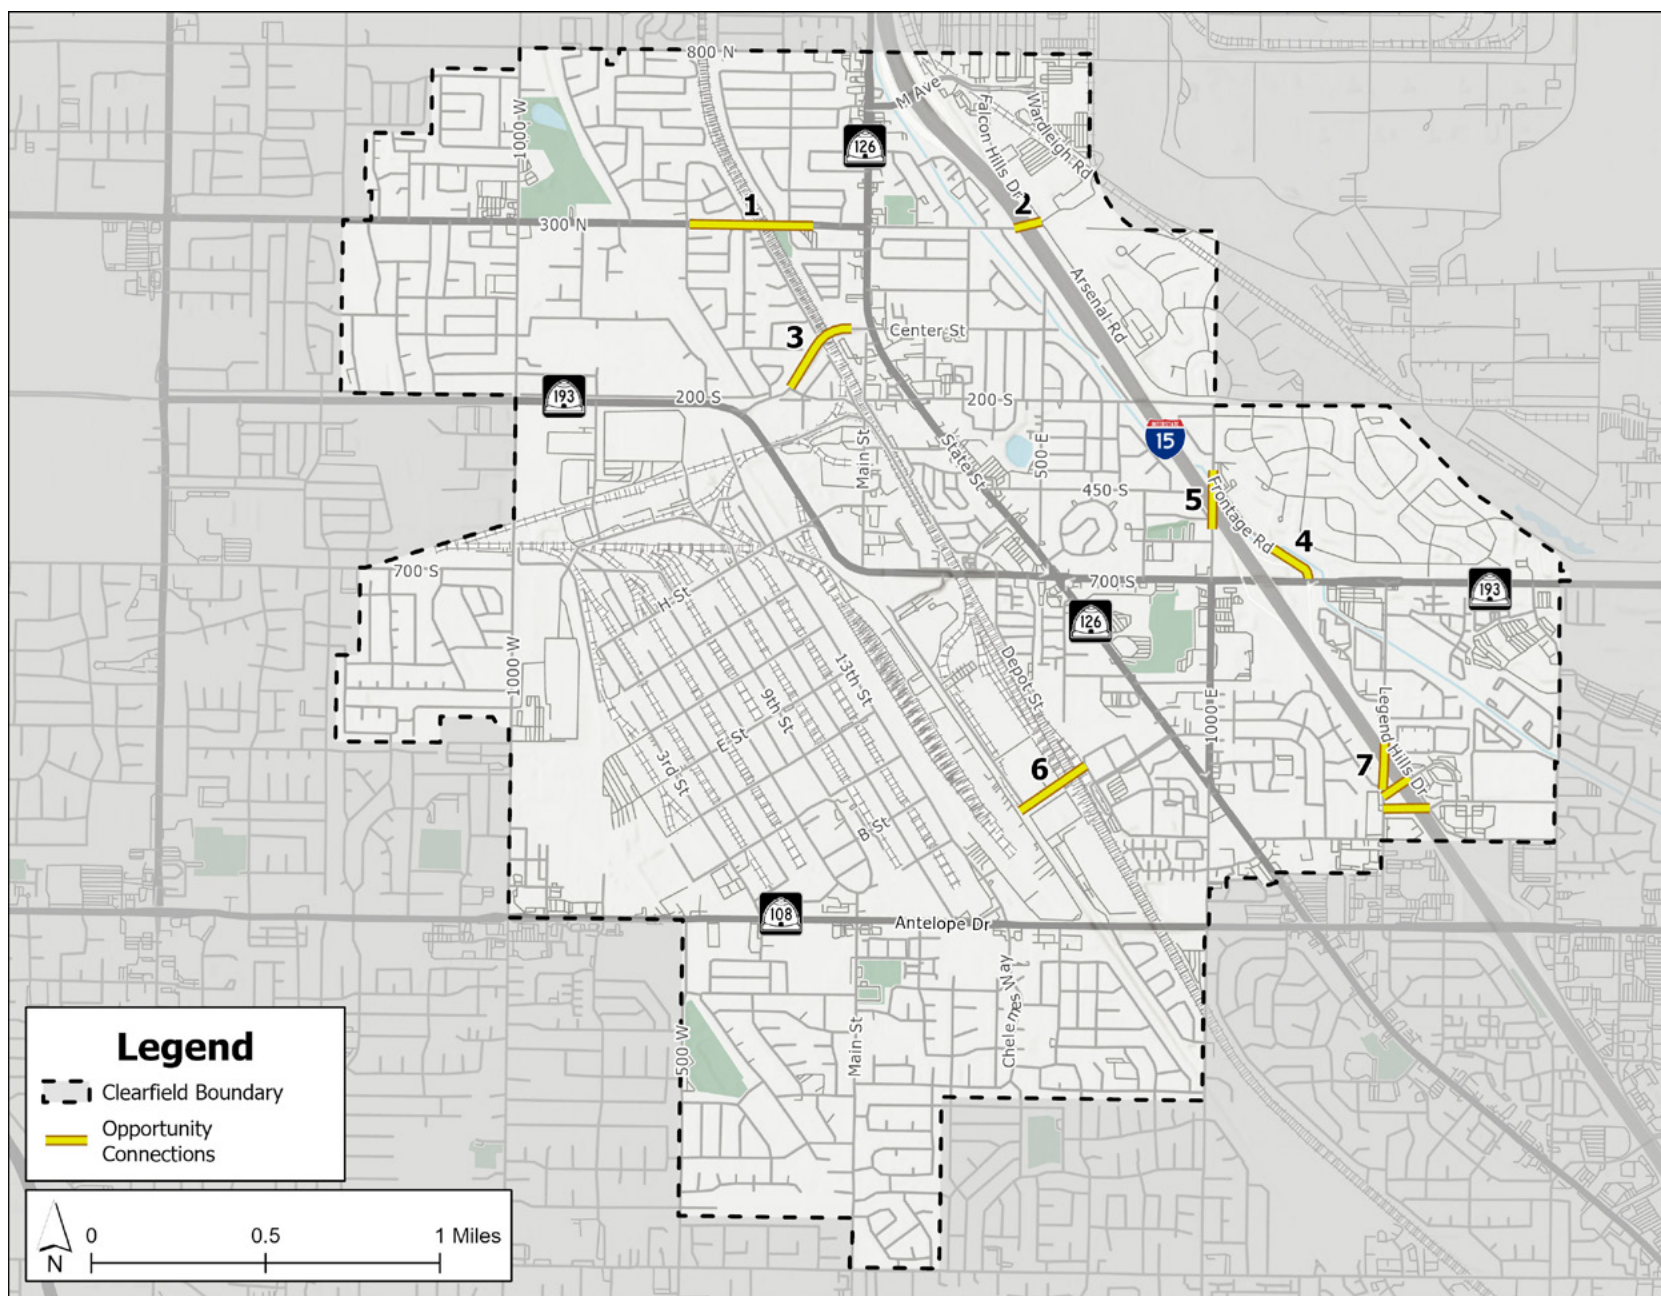 800 N
M Ave
Falcon Hills Dr
Wardleigh Rd
1000 W
126
1
2
300 N
Arsenal Rd
3
Center St
193
200 S
200 S
15
Main St
State St
500 E
450 S
5
Frontage Rd
4
700 S
700 S
193
H St
126
1000 W
13th St
Depot St
9th St
E St
3rd St
1000 E
Legend Hills Dr
6
7
B St
108
Antelope Dr
Chelemes Way
500 W
Main St
Legend
Clearfield Boundary
Opportunity
Connections
0 0.5 1 Miles
N